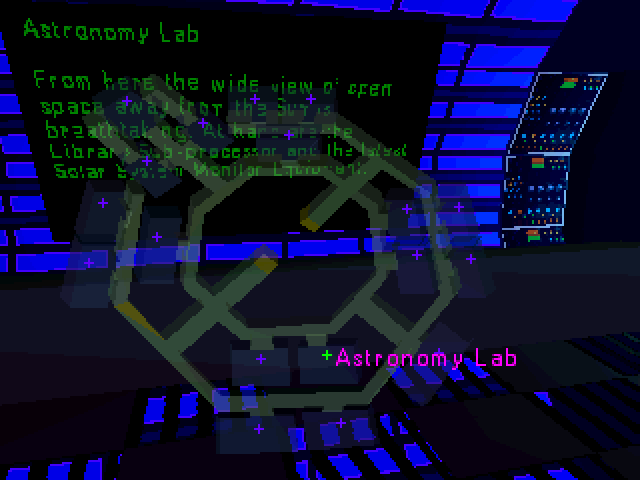 Astronomy Lab
From here the wide view of open
space away from the Sun is
breathtaking. At hand are the
Library Sub-processor and the latest
Solar System Monitor Equipment.
Astronomy Lab